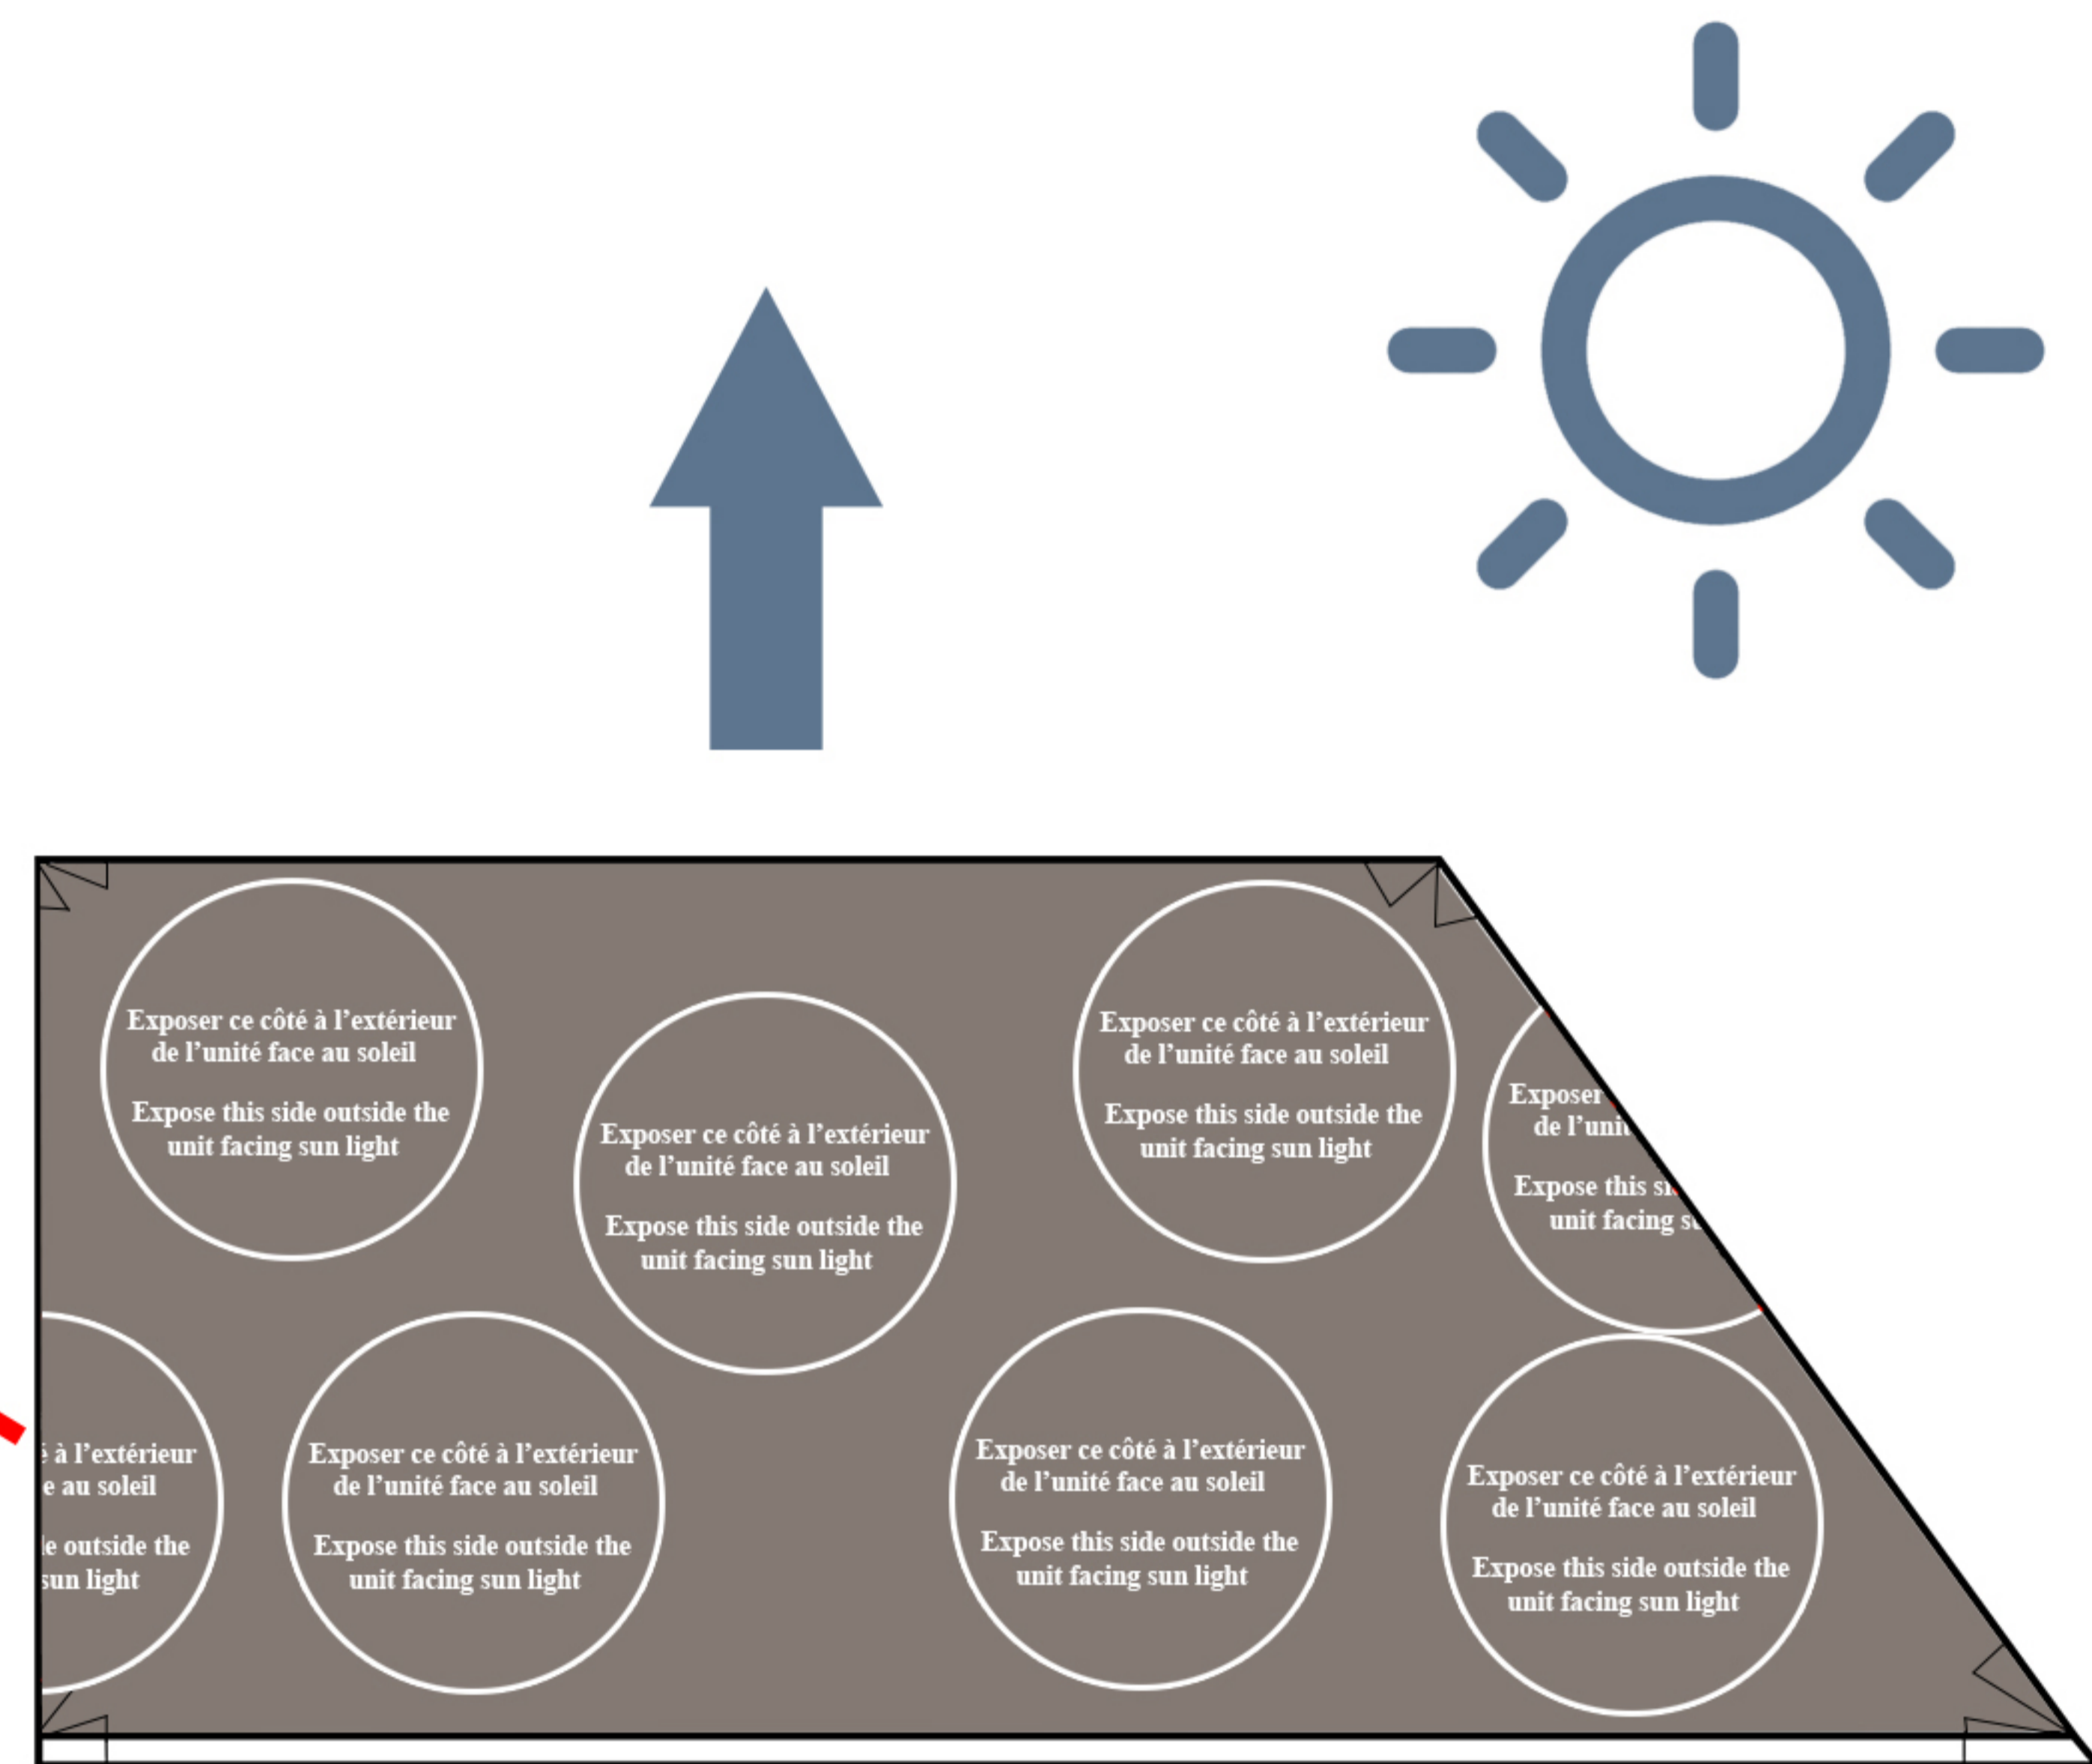 Exposer ce côté à l’extérieur
de l’unité face au soleil
Expose this side outside the
unit facing sun light
Exposer ce côté à l’extérieur
de l’unité face au soleil
Expose this side outside the
unit facing sun light
Exposer ce côté à l’extérieur
de l’unité face au soleil
Expose this side outside the
unit facing sun light
Exposer
de l’unit
Expose this
unit facing
à l’extérieur
au soleil
outside the
sun light
Exposer ce côté à l’extérieur
de l’unité face au soleil
Expose this side outside the
unit facing sun light
Exposer ce côté à l’extérieur
de l’unité face au soleil
Expose this side outside the
unit facing sun light
Exposer ce côté à l’extérieur
de l’unité face au soleil
Expose this side outside the
unit facing sun light